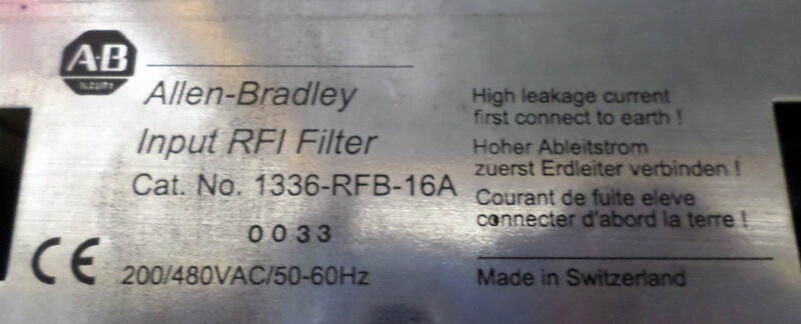 A-B
Allen-Bradley
Input RFI Filter
Cat. No. 1336-RFB-16A
0033
CE 200/480VAC/50-60Hz
High leakage current
first connect to earth !
Hoher Ableitstrom
zuerst Erdleiter verbinden !
Courant de fuite eleve
connecter d'abord la terre !
Made in Switzerland